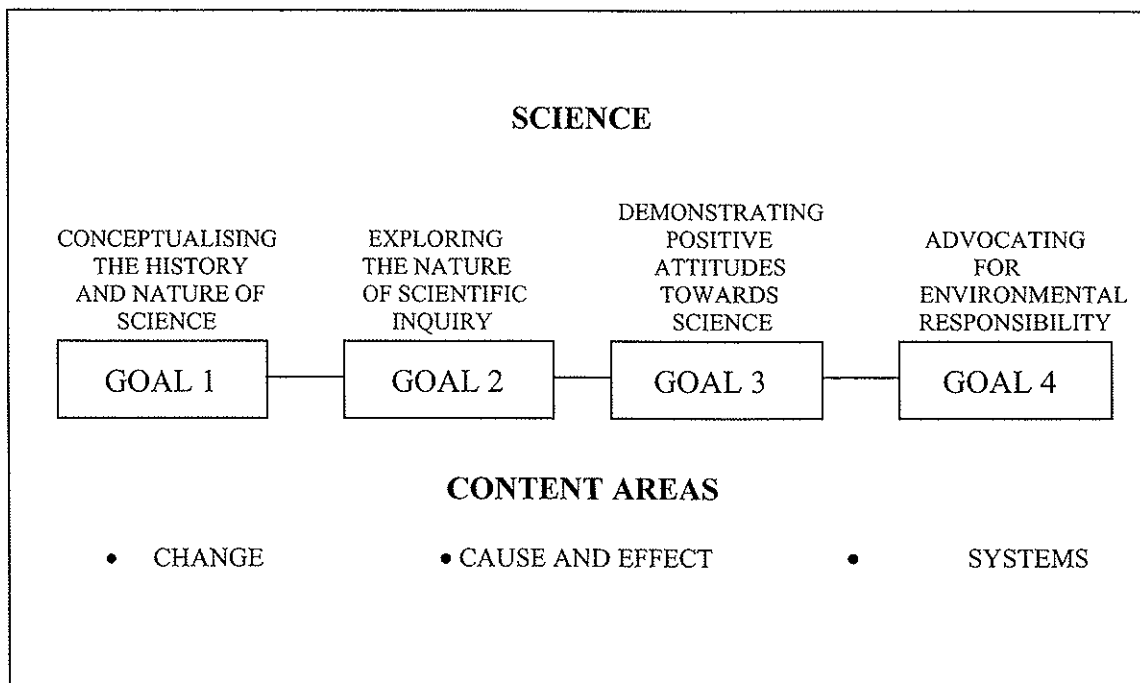 SCIENCE
CONCEPTUALISING
THE HISTORY
AND NATURE OF
SCIENCE
GOAL 1
EXPLORING
THE NATURE
OF SCIENTIFIC
INQUIRY
GOAL 2
DEMONSTRATING
POSITIVE
ATTITUDES
TOWARDS
SCIENCE
GOAL 3
ADVOCATING
FOR
ENVIRONMENTAL
RESPONSIBILITY
GOAL 4
CONTENT AREAS
• CHANGE • CAUSE AND EFFECT • SYSTEMS